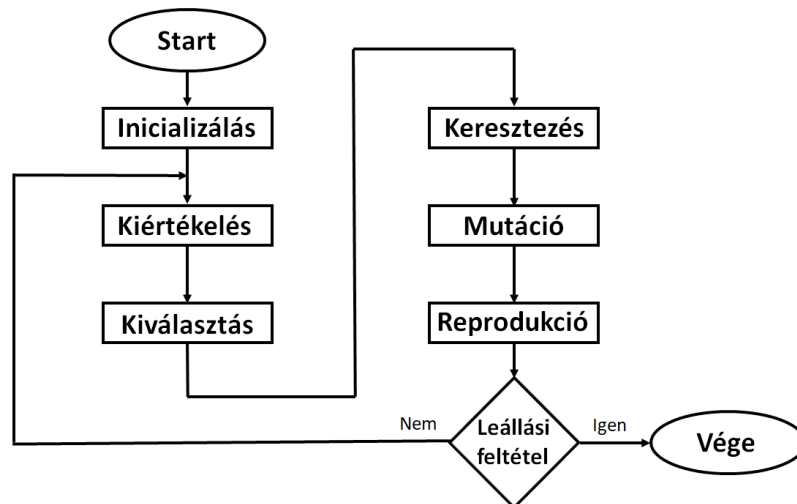 Start
Inicializálás
Kiértékelés
Kiválasztás
Keresztezés
Mutáció
Reprodukció
Leállási
feltétel
Nem
Igen
Vége